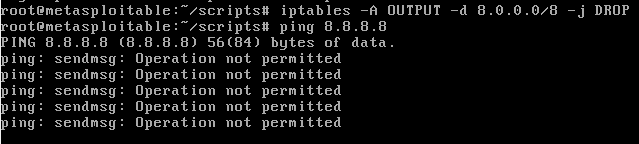 root@metasploitable:~/scripts# iptables -A OUTPUT -d 8.0.0.0/8 -j DROP
root@metasploitable:~/scripts# ping 8.8.8.8
PING 8.8.8.8 (8.8.8.8) 56(84) bytes of data.
ping: sendmsg: Operation not permitted
ping: sendmsg: Operation not permitted
ping: sendmsg: Operation not permitted
ping: sendmsg: Operation not permitted
ping: sendmsg: Operation not permitted